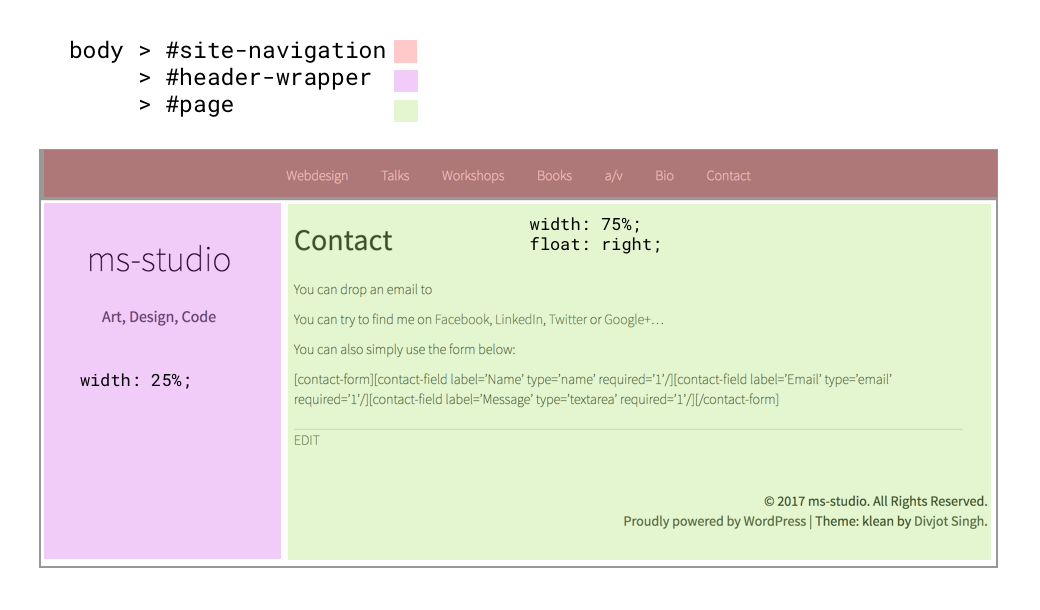 body > #site-navigation
> #header-wrapper
> #page
Webdesign Talks Workshops Books a/v Bio Contact
ms-studio
Art, Design, Code
width: 25%;
width: 75%;
float: right;
Contact
You can drop an email to
You can try to find me on Facebook, LinkedIn, Twitter or Google+…
You can also simply use the form below:
[contact-form][contact-field label=’Name’ type=’name’ required=’1’/][contact-field label=’Email’ type=’email’
required=’1’/][contact-field label=’Message’ type=’textarea’ required=’1’/][/contact-form]
EDIT
© 2017 ms-studio. All Rights Reserved.
Proudly powered by WordPress | Theme: klean by Divjot Singh.